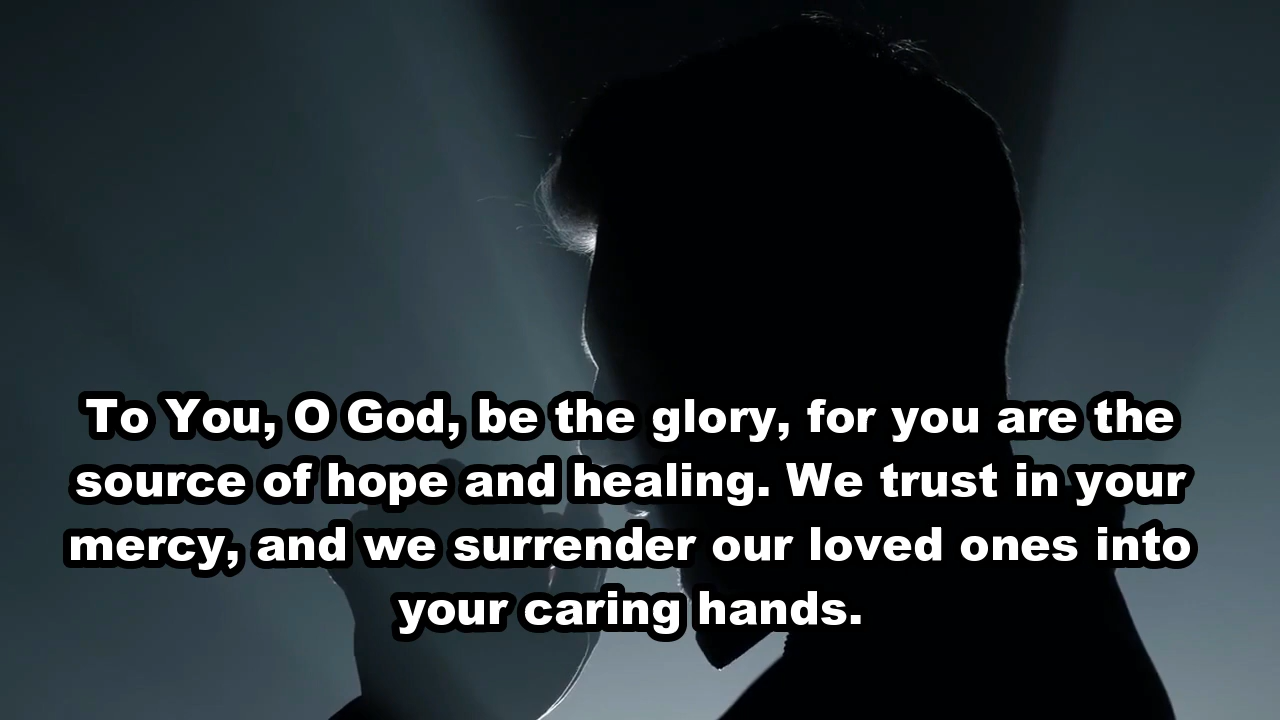 To You, O God, be the glory, for you are the
source of hope and healing. We trust in your
mercy, and we surrender our loved ones into
your caring hands.